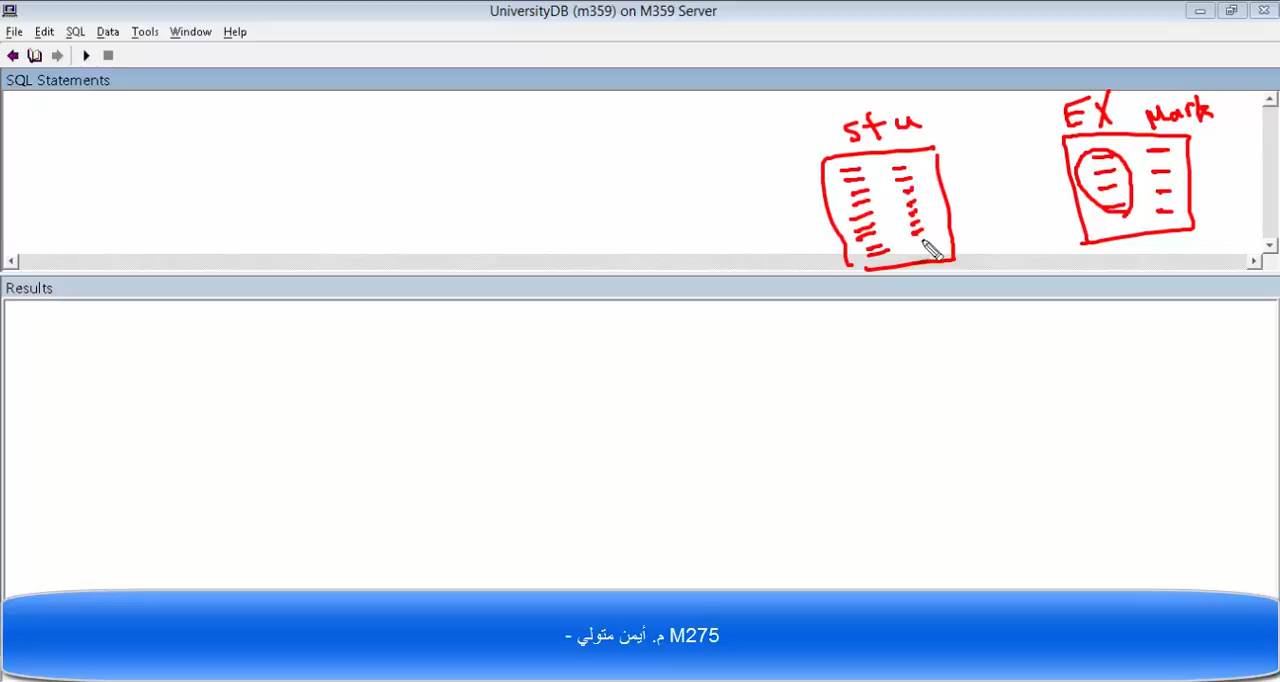 UniversityDB (m359) on M359 Server
File Edit SQL Data Tools Window Help
SQL Statements
stu
EX Mark
Results
M275 م. أيمن متولي -